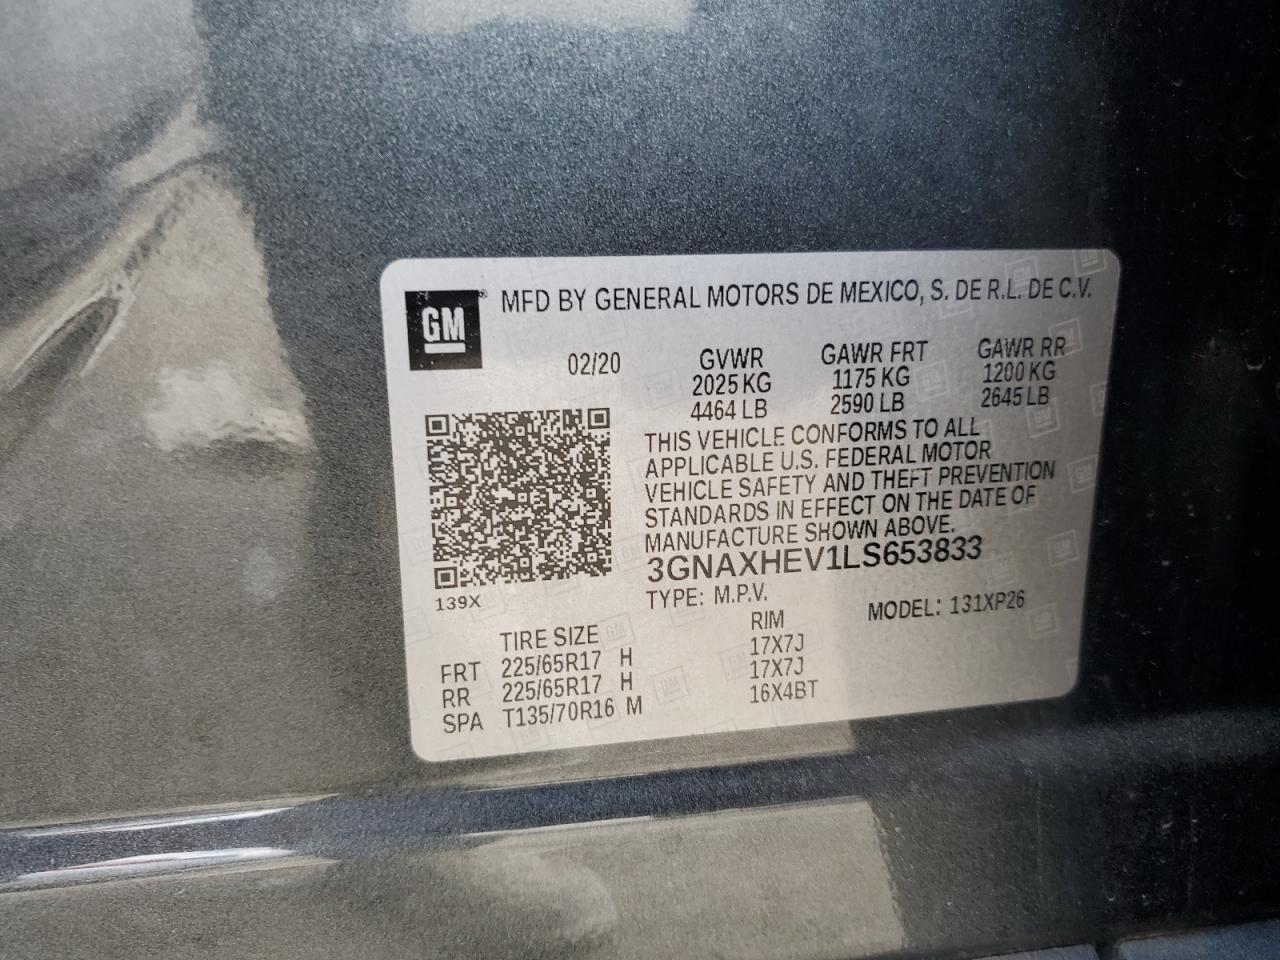 GM
MFD BY GENERAL MOTORS DE MEXICO, S. DE R.L. DE C.V.
02/20 GVWR GAWR FRT GAWR RR
2025 KG 1175 KG 1200 KG
4464 LB 2590 LB 2645 LB
THIS VEHICLE CONFORMS TO ALL
APPLICABLE U.S. FEDERAL MOTOR
VEHICLE SAFETY AND THEFT PREVENTION
STANDARDS IN EFFECT ON THE DATE OF
MANUFACTURE SHOWN ABOVE.
3GNAXHEV1LS653833
139X
TYPE: M.P.V. MODEL: 131XP26
TIRE SIZE RIM
FRT 225/65R17 H 17X7J
RR 225/65R17 H 17X7J
SPA T135/70R16 M 16X4BT